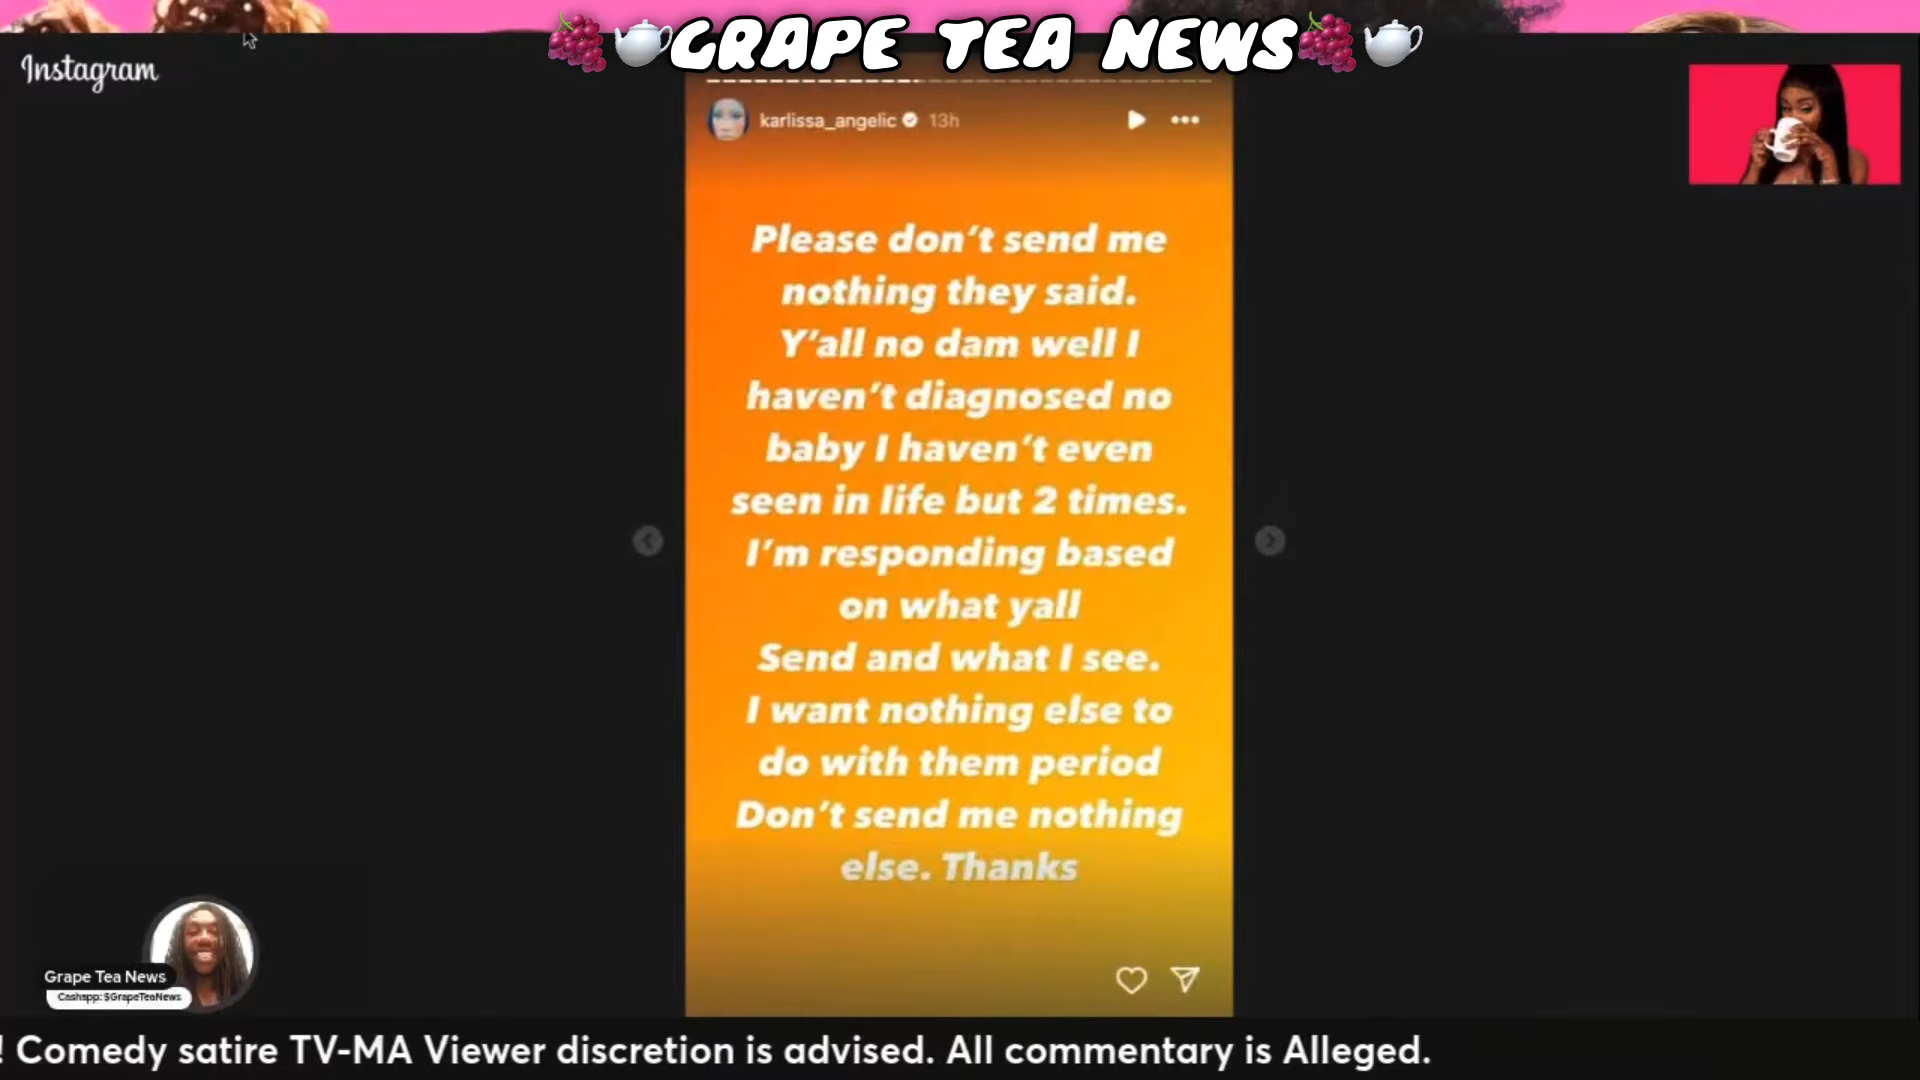 GRAPE TEA NEWS
Instagram
karlissa_angelic 13h
Please don't send me
nothing they said.
Y'all no dam well I
haven't diagnosed no
baby I haven't even
seen in life but 2 times.
I'm responding based
on what yall
Send and what I see.
I want nothing else to
do with them period
Don't send me nothing
else. Thanks
Grape Tea News
Cashapp: $GrapeTeaNews
! Comedy satire TV-MA Viewer discretion is advised. All commentary is Alleged.